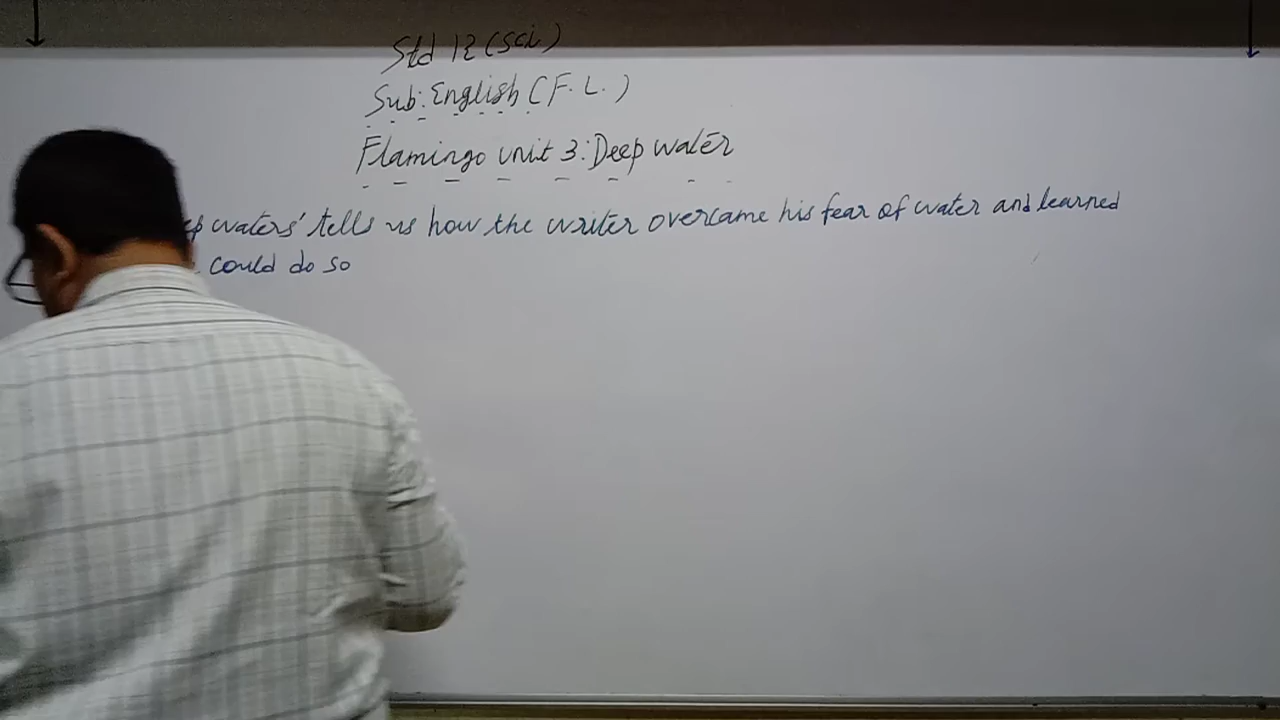 Std 12 (Sci)
Sub: English (F. L.)
Flamingo unit 3: Deep water
waters' tells us how the writer overcame his fear of water and learned
could do so